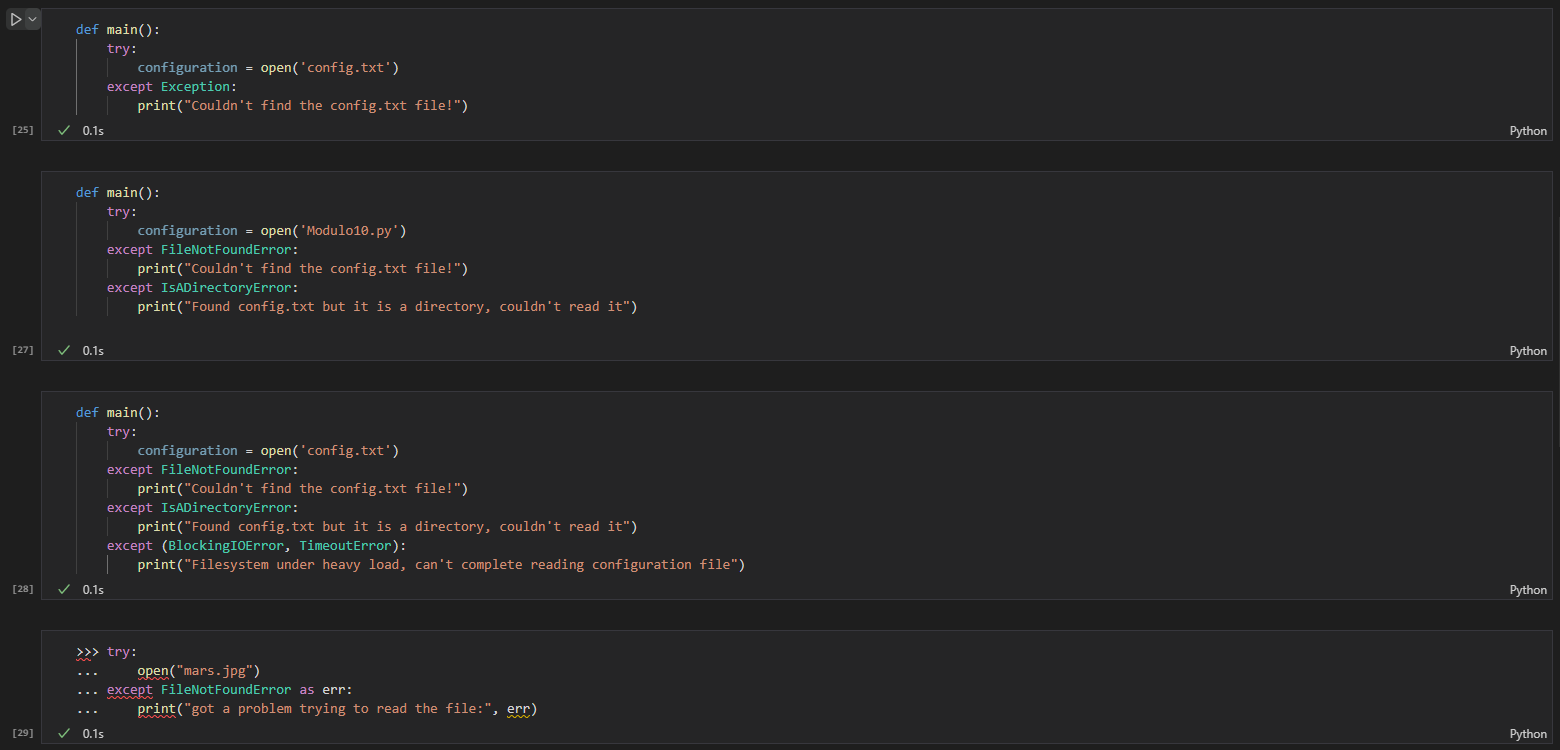 def main():
    try:
        configuration = open('config.txt')
    except Exception:
        print("Couldn't find the config.txt file!")
[25] ✓ 0.1s Python
def main():
    try:
        configuration = open('Modulo10.py')
    except FileNotFoundError:
        print("Couldn't find the config.txt file!")
    except IsADirectoryError:
        print("Found config.txt but it is a directory, couldn't read it")
[27] ✓ 0.1s Python
def main():
    try:
        configuration = open('config.txt')
    except FileNotFoundError:
        print("Couldn't find the config.txt file!")
    except IsADirectoryError:
        print("Found config.txt but it is a directory, couldn't read it")
    except (BlockingIOError, TimeoutError):
        print("Filesystem under heavy load, can't complete reading configuration file")
[28] ✓ 0.1s Python
>>> try:
...     open("mars.jpg")
... except FileNotFoundError as err:
...     print("got a problem trying to read the file:", err)
[29] ✓ 0.1s Python